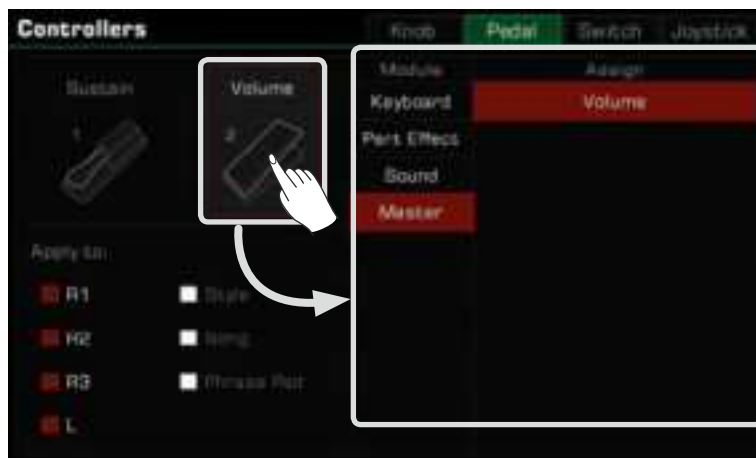 Controllers
Knob Pedal Switch Joystick
Module Assign
Sustain Volume
Keyboard Volume
1 2
Part Effect
Sound
Master
Apply to:
R1 Style
R2 Song
R3 Phrase Pad
L